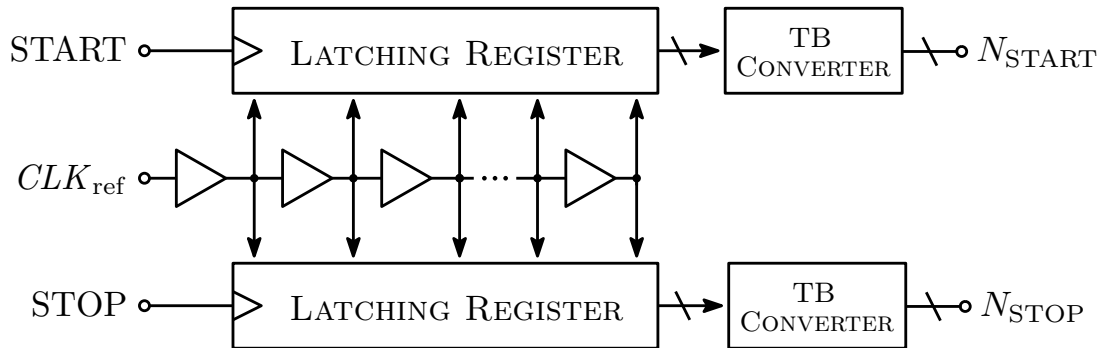 START
LATCHING REGISTER
TB
CONVERTER
N_START
CLK_ref
...
STOP
LATCHING REGISTER
TB
CONVERTER
N_STOP